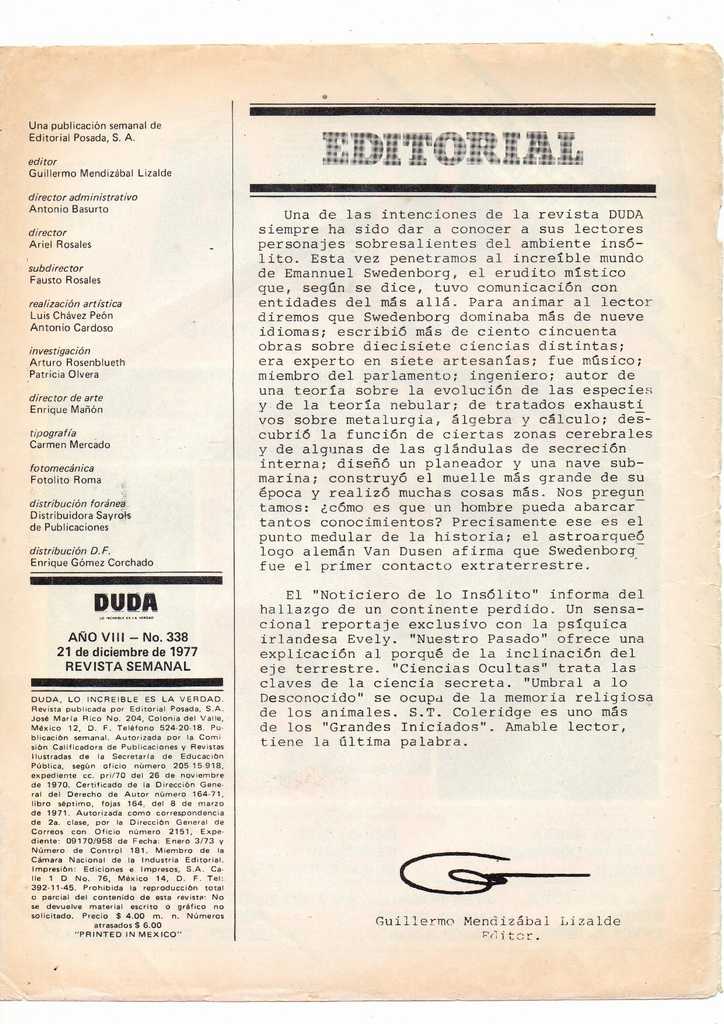 Una publicación semanal de
Editorial Posada, S. A.
editor
Guillermo Mendizábal Lizalde
director administrativo
Antonio Basurto
director
Ariel Rosales
subdirector
Fausto Rosales
realización artística
Luis Chávez Peón
Antonio Cardoso
investigación
Arturo Rosenblueth
Patricia Olvera
director de arte
Enrique Mañón
tipografía
Carmen Mercado
fotomecánica
Fotolito Roma
distribución foránea
Distribuidora Sayrols
de Publicaciones
distribución D.F.
Enrique Gómez Corchado
DUDA
LO INCREIBLE ES LA VERDAD
AÑO VIII – No. 338
21 de diciembre de 1977
REVISTA SEMANAL
DUDA, LO INCREIBLE ES LA VERDAD.
Revista publicada por Editorial Posada, S.A.
José María Rico No. 204, Colonia del Valle,
México 12, D. F. Teléfono 524-20-18. Pu-
blicación semanal. Autorizada por la Comi
sión Calificadora de Publicaciones y Revistas
Ilustradas de la Secretaría de Educación
Pública, según oficio número 205-15-918,
expediente cc. pri/70 del 26 de noviembre
de 1970. Certificado de la Dirección Gene-
ral del Derecho de Autor número 164-71,
libro séptimo, fojas 164, del 8 de marzo
de 1971. Autorizada como correspondencia
de 2a. clase, por la Dirección General de
Correos con Oficio número 2151, Expe-
diente: 09170/958 de Fecha: Enero 3/73 y
Número de Control 181. Miembro de la
Cámara Nacional de la Industria Editorial.
Impresión: Ediciones e Impresos, S.A. Ca-
lle 1 D No. 76, México 14, D. F. Tel:
392-11-45. Prohibida la reproducción total
o parcial del contenido de esta revista: No
se devuelve material escrito o gráfico no
solicitado. Precio $ 4.00 m. n. Números
atrasados $ 6.00
"PRINTED IN MEXICO"
EDITORIAL
Una de las intenciones de la revista DUDA
siempre ha sido dar a conocer a sus lectores
personajes sobresalientes del ambiente insó-
lito. Esta vez penetramos al increíble mundo
de Emannuel Swedenborg, el erudito místico
que, según se dice, tuvo comunicación con
entidades del más allá. Para animar al lector
diremos que Swedenborg dominaba más de nueve
idiomas; escribió más de ciento cincuenta
obras sobre diecisiete ciencias distintas;
era experto en siete artesanías; fue músico;
miembro del parlamento; ingeniero; autor de
una teoría sobre la evolución de las especies
y de la teoría nebular; de tratados exhausti
vos sobre metalurgia, álgebra y cálculo; des-
cubrió la función de ciertas zonas cerebrales
y de algunas de las glándulas de secreción
interna; diseñó un planeador y una nave sub-
marina; construyó el muelle más grande de su
época y realizó muchas cosas más. Nos pregun
tamos: ¿cómo es que un hombre pueda abarcar
tantos conocimientos? Precisamente ese es el
punto medular de la historia; el astroarqueó
logo alemán Van Dusen afirma que Swedenborg
fue el primer contacto extraterrestre.
El "Noticiero de lo Insólito" informa del
hallazgo de un continente perdido. Un sensa-
cional reportaje exclusivo con la psíquica
irlandesa Evely. "Nuestro Pasado" ofrece una
explicación al porqué de la inclinación del
eje terrestre. "Ciencias Ocultas" trata las
claves de la ciencia secreta. "Umbral a lo
Desconocido" se ocupa de la memoria religiosa
de los animales. S.T. Coleridge es uno más
de los "Grandes Iniciados". Amable lector,
tiene la última palabra.
Guillermo Mendizábal Lizalde
Editor.